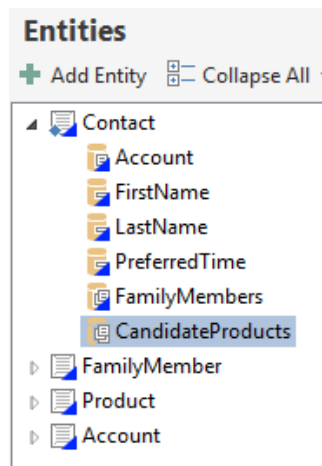 Entities
Add Entity Collapse All
Contact
Account
FirstName
LastName
PreferredTime
FamilyMembers
CandidateProducts
FamilyMember
Product
Account